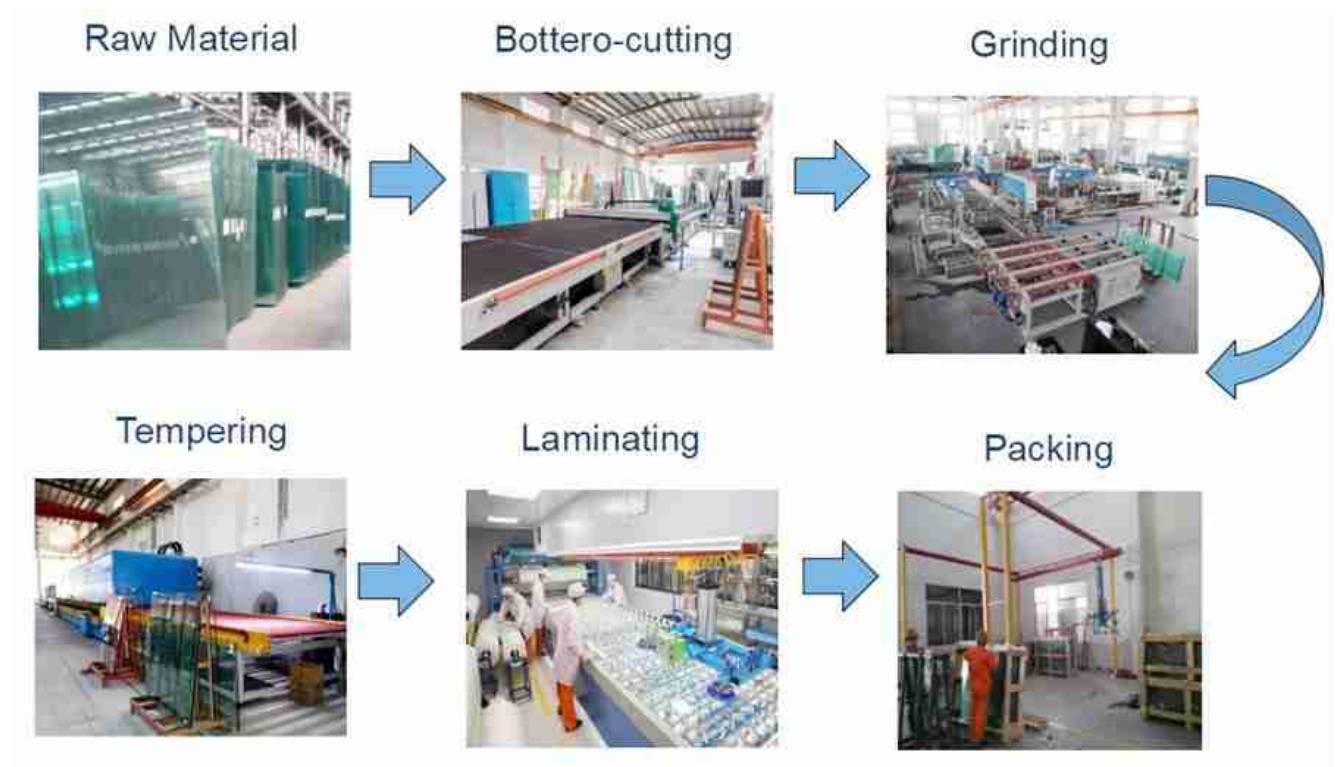 Raw Material
Bottero-cutting
Grinding
Tempering
Laminating
Packing